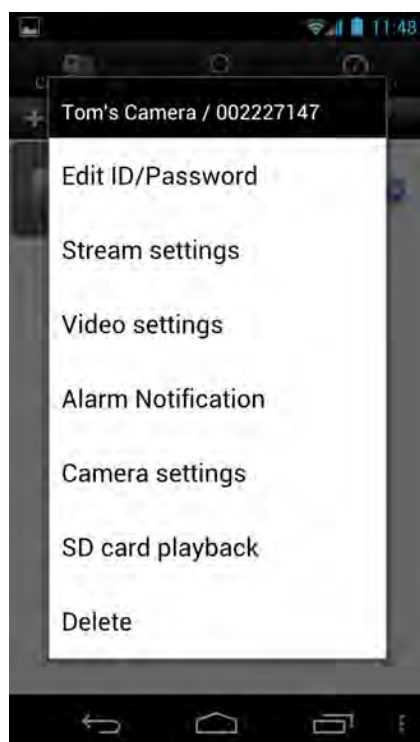 11:48
Tom's Camera / 002227147
Edit ID/Password
Stream settings
Video settings
Alarm Notification
Camera settings
SD card playback
Delete